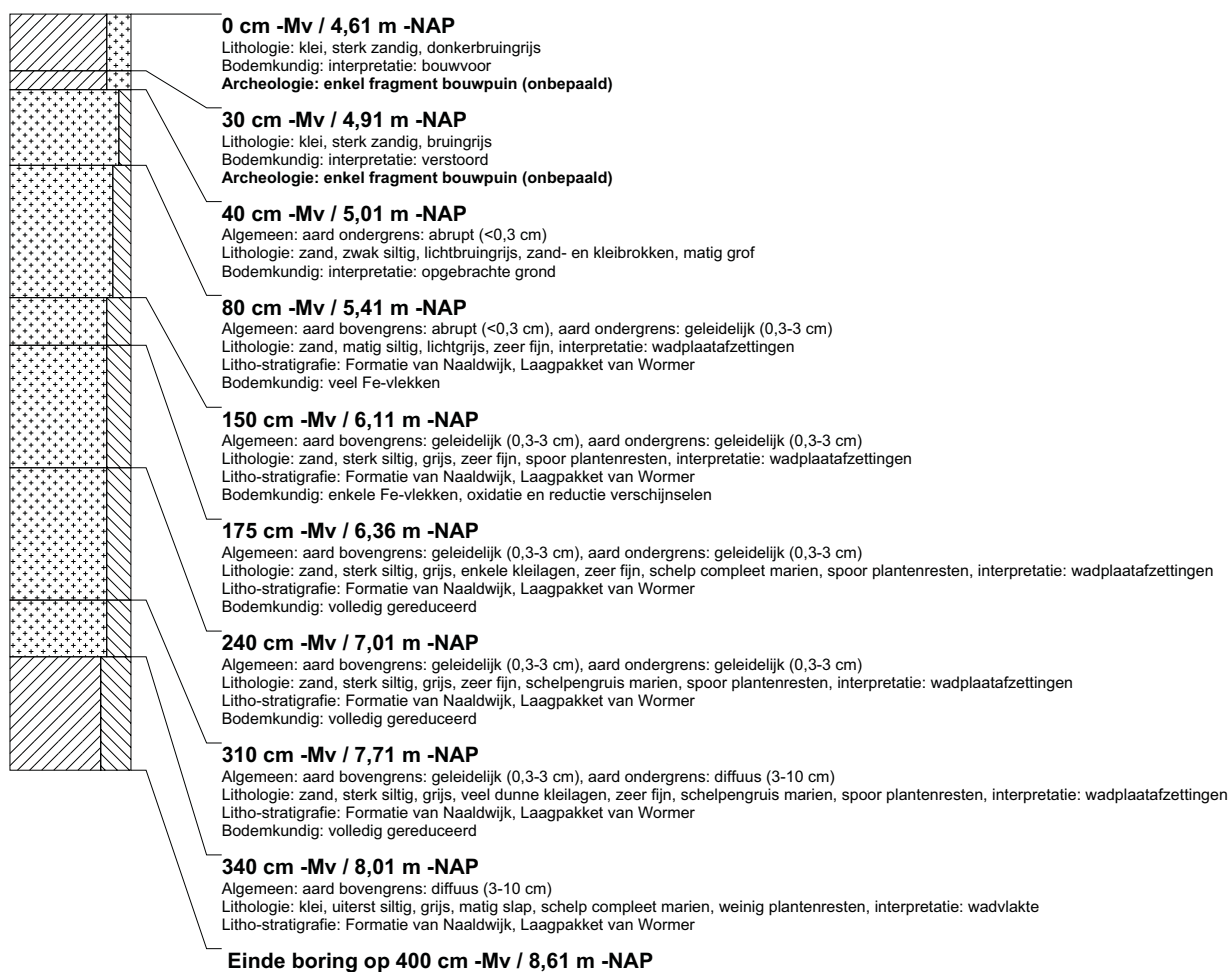 0 cm -Mv / 4,61 m -NAP
Lithologie: klei, sterk zandig, donkerbruingrijs
Bodemkundig: interpretatie: bouwvoor
Archeologie: enkel fragment bouwpuin (onbepaald)
30 cm -Mv / 4,91 m -NAP
Lithologie: klei, sterk zandig, bruingrijs
Bodemkundig: interpretatie: verstoord
Archeologie: enkel fragment bouwpuin (onbepaald)
40 cm -Mv / 5,01 m -NAP
Algemeen: aard ondergrens: abrupt (<0,3 cm)
Lithologie: zand, zwak siltig, lichtbruingrijs, zand- en kleibrokken, matig grof
Bodemkundig: interpretatie: opgebrachte grond
80 cm -Mv / 5,41 m -NAP
Algemeen: aard bovengrens: abrupt (<0,3 cm), aard ondergrens: geleidelijk (0,3-3 cm)
Lithologie: zand, matig siltig, lichtgrijs, zeer fijn, interpretatie: wadplaatafzettingen
Litho-stratigrafie: Formatie van Naaldwijk, Laagpakket van Wormer
Bodemkundig: veel Fe-vlekken
150 cm -Mv / 6,11 m -NAP
Algemeen: aard bovengrens: geleidelijk (0,3-3 cm), aard ondergrens: geleidelijk (0,3-3 cm)
Lithologie: zand, sterk siltig, grijs, zeer fijn, spoor plantenresten, interpretatie: wadplaatafzettingen
Litho-stratigrafie: Formatie van Naaldwijk, Laagpakket van Wormer
Bodemkundig: enkele Fe-vlekken, oxidatie en reductie verschijnselen
175 cm -Mv / 6,36 m -NAP
Algemeen: aard bovengrens: geleidelijk (0,3-3 cm), aard ondergrens: geleidelijk (0,3-3 cm)
Lithologie: zand, sterk siltig, grijs, enkele kleilagen, zeer fijn, schelp compleet marien, spoor plantenresten, interpretatie: wadplaatafzettingen
Litho-stratigrafie: Formatie van Naaldwijk, Laagpakket van Wormer
Bodemkundig: volledig gereduceerd
240 cm -Mv / 7,01 m -NAP
Algemeen: aard bovengrens: geleidelijk (0,3-3 cm), aard ondergrens: geleidelijk (0,3-3 cm)
Lithologie: zand, sterk siltig, grijs, zeer fijn, schelpengruis marien, spoor plantenresten, interpretatie: wadplaatafzettingen
Litho-stratigrafie: Formatie van Naaldwijk, Laagpakket van Wormer
Bodemkundig: volledig gereduceerd
310 cm -Mv / 7,71 m -NAP
Algemeen: aard bovengrens: geleidelijk (0,3-3 cm), aard ondergrens: diffuus (3-10 cm)
Lithologie: zand, sterk siltig, grijs, veel dunne kleilagen, zeer fijn, schelpengruis marien, spoor plantenresten, interpretatie: wadplaatafzettingen
Litho-stratigrafie: Formatie van Naaldwijk, Laagpakket van Wormer
Bodemkundig: volledig gereduceerd
340 cm -Mv / 8,01 m -NAP
Algemeen: aard bovengrens: diffuus (3-10 cm)
Lithologie: klei, uiterst siltig, grijs, matig slap, schelp compleet marien, weinig plantenresten, interpretatie: wadvlakte
Litho-stratigrafie: Formatie van Naaldwijk, Laagpakket van Wormer
Einde boring op 400 cm -Mv / 8,61 m -NAP